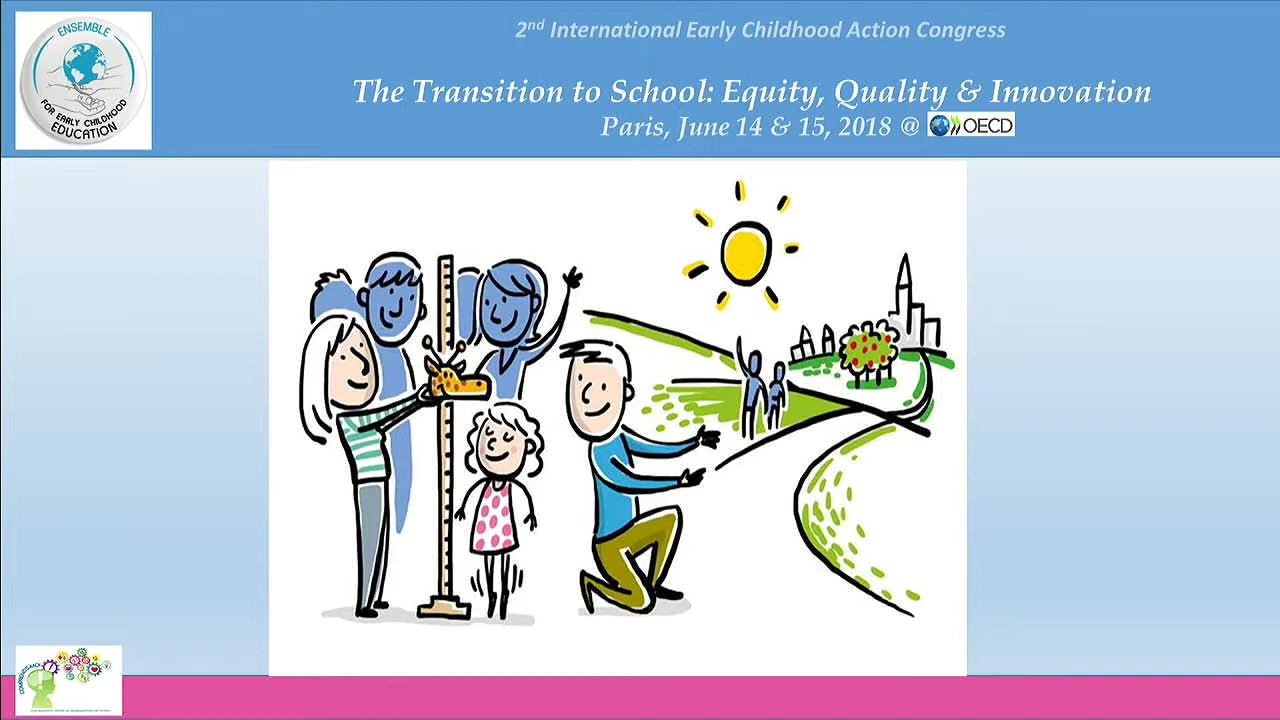 ENSEMBLE
FOR EARLY CHILDHOOD
EDUCATION
2nd International Early Childhood Action Congress
The Transition to School: Equity, Quality & Innovation
Paris, June 14 & 15, 2018 @ OECD